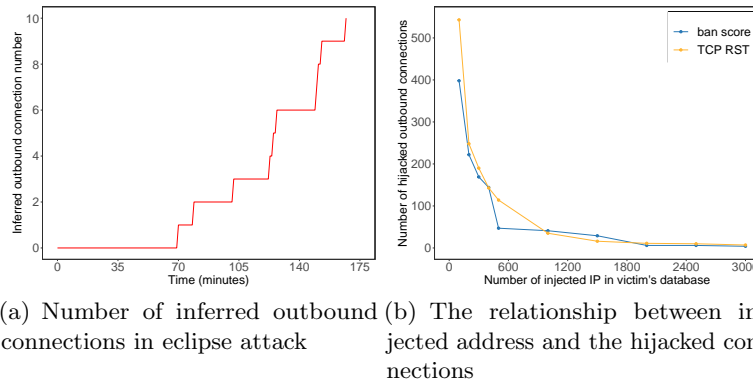 10
8
6
4
2
0
Inferred outbound connection number
0 35 70 105 140 175
Time (minutes)
500
400
300
200
100
0
Number of hijacked outbound connections
ban score
TCP RST
0 600 1200 1800 2400 3000
Number of injected IP in victim's database
(a) Number of inferred outbound
connections in eclipse attack
(b) The relationship between in
jected address and the hijacked con
nections